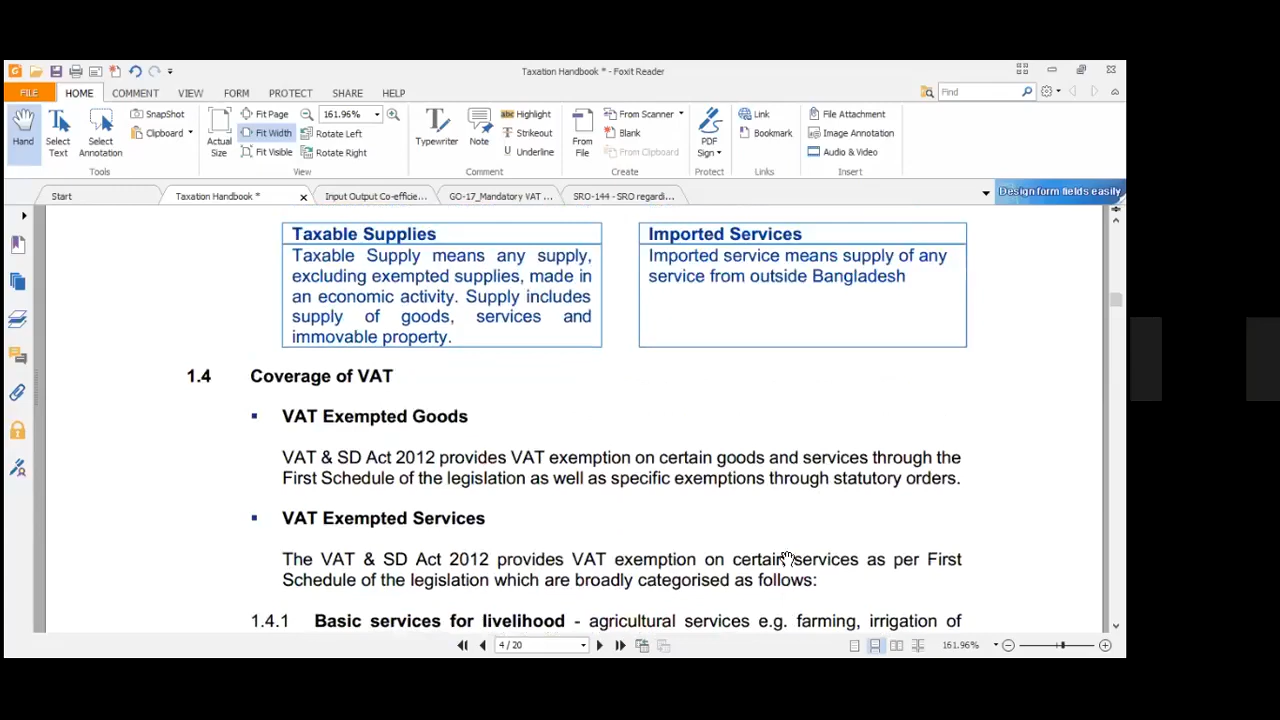 Taxation Handbook * - Foxit Reader
FILE HOME COMMENT VIEW FORM PROTECT SHARE HELP
Find
Hand
Select Text
SnapShot
Clipboard
Select Annotation
Tools
Actual Size
Fit Page
Fit Width
Fit Visible
161.96%
Rotate Left
Rotate Right
View
Typewriter
Note
Highlight
Strikeout
Underline
Comment
From File
From Scanner
Blank
From Clipboard
Create
PDF Sign
Protect
Link
Bookmark
Links
File Attachment
Image Annotation
Audio & Video
Insert
Start
Taxation Handbook *
Input Output Co-efficie...
GO-17_Mandatory VAT ...
SRO-144 - SRO regardi...
Design form fields easily
Taxable Supplies
Taxable Supply means any supply,
excluding exempted supplies, made in
an economic activity. Supply includes
supply of goods, services and
immovable property.
Imported Services
Imported service means supply of any
service from outside Bangladesh
1.4 Coverage of VAT
▪ VAT Exempted Goods
VAT & SD Act 2012 provides VAT exemption on certain goods and services through the
First Schedule of the legislation as well as specific exemptions through statutory orders.
▪ VAT Exempted Services
The VAT & SD Act 2012 provides VAT exemption on certain services as per First
Schedule of the legislation which are broadly categorised as follows:
1.4.1 Basic services for livelihood - agricultural services e.g. farming, irrigation of
4 / 20
161.96%